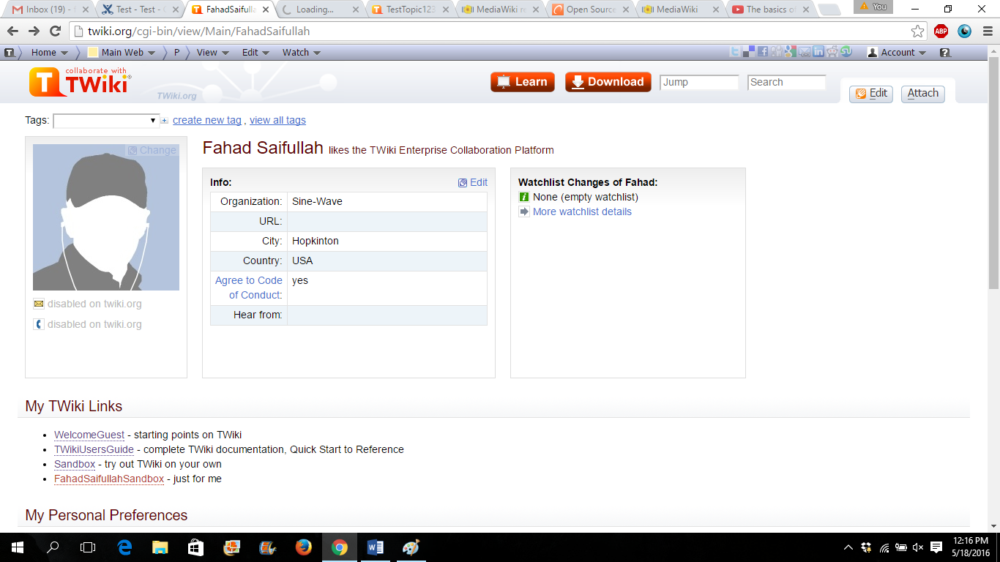 Inbox (19) -
Test - Test -
FahadSaifulla
Loading...
TestTopic123
MediaWiki re
Open Source
MediaWiki
The basics o
You
twiki.org/cgi-bin/view/Main/FahadSaifullah
ABP
T Home Main Web P View Edit Watch Account ?
collaborate with
TWiki®
TWiki.org
Learn
Download
Jump
Search
Edit
Attach
Tags: create new tag , view all tags
Change
disabled on twiki.org
disabled on twiki.org
Fahad Saifullah likes the TWiki Enterprise Collaboration Platform
Info: Edit
Organization: Sine-Wave
URL:
City: Hopkinton
Country: USA
Agree to Code of Conduct: yes
Hear from:
Watchlist Changes of Fahad:
None (empty watchlist)
More watchlist details
My TWiki Links
• WelcomeGuest - starting points on TWiki
• TWikiUsersGuide - complete TWiki documentation, Quick Start to Reference
• Sandbox - try out TWiki on your own
• FahadSaifullahSandbox - just for me
My Personal Preferences
12:16 PM
5/18/2016